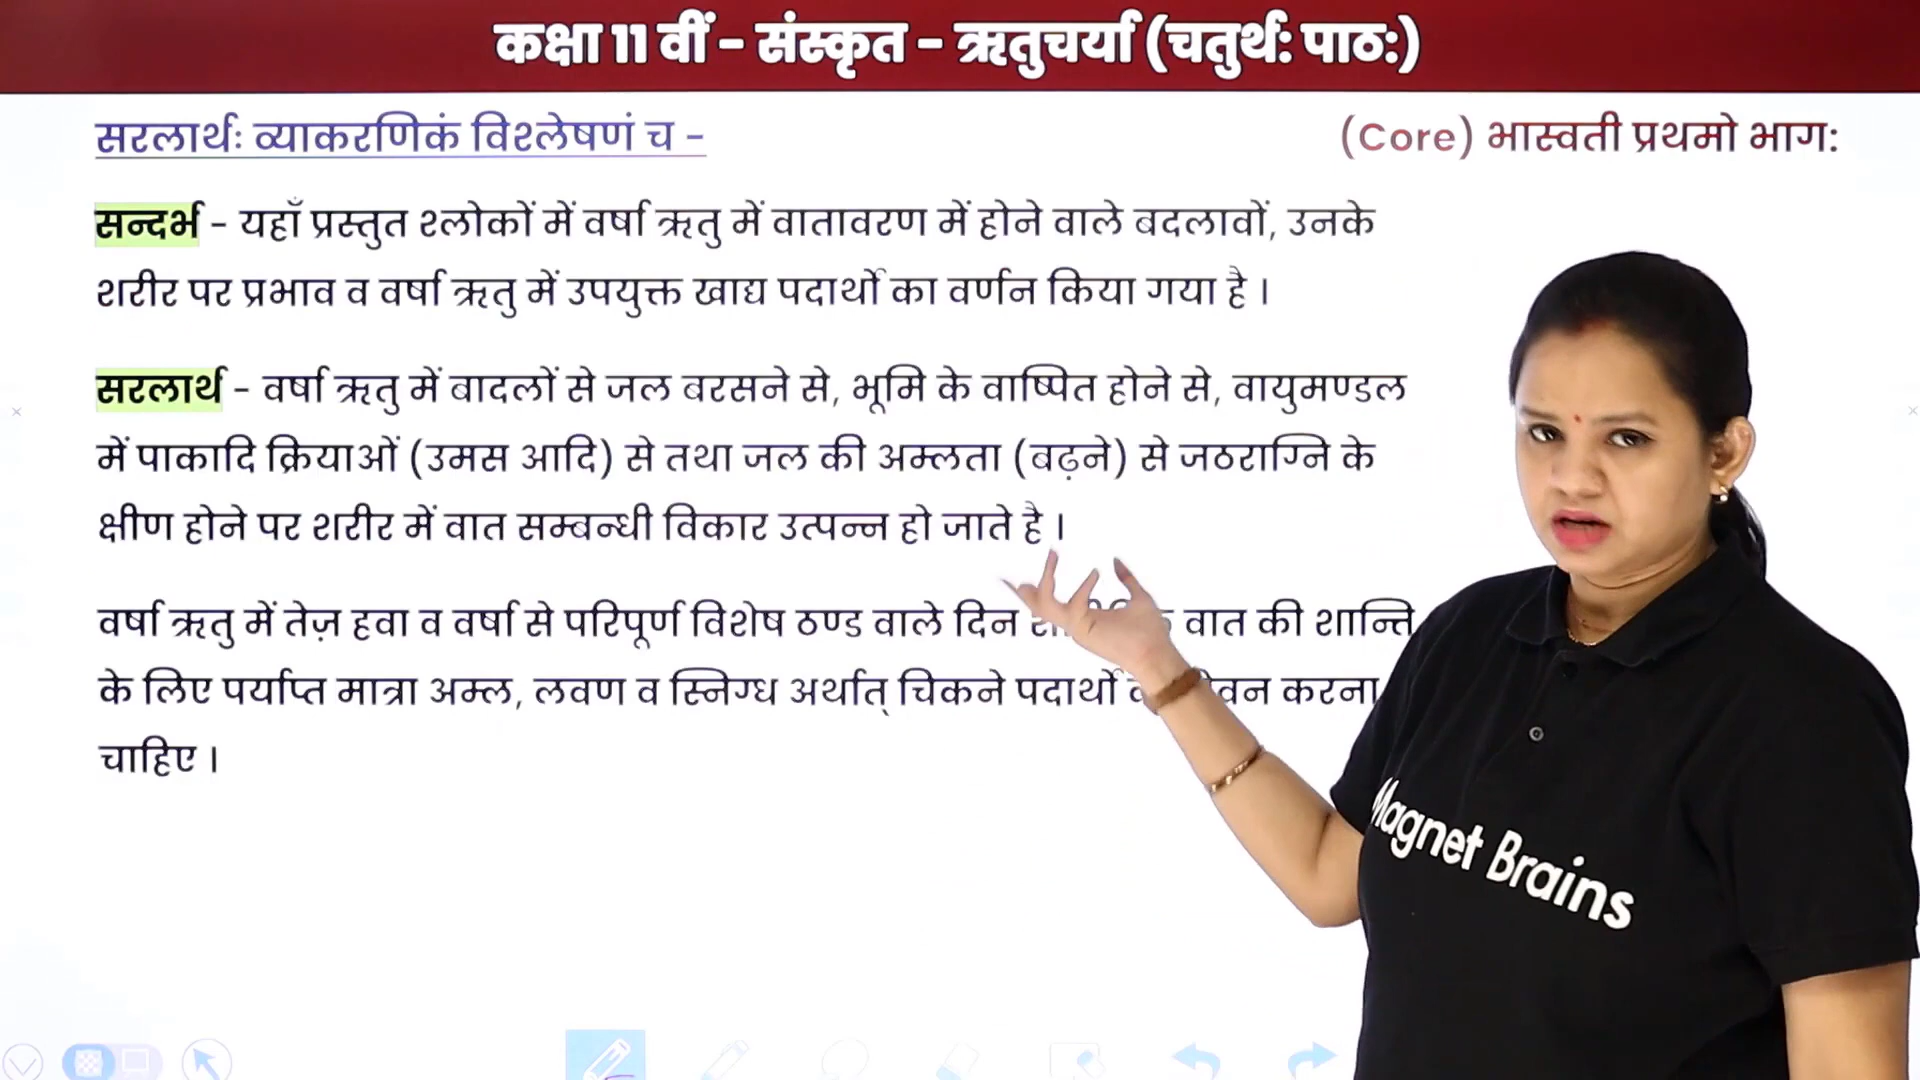 कक्षा 11 वीं - संस्कृत - ऋतुचर्या (चतुर्थ: पाठ:)
सरलार्थः व्याकरणिकं विश्लेषणं च -
(Core) भास्वती प्रथमो भाग:
सन्दर्भ - यहाँ प्रस्तुत श्लोकों में वर्षा ऋतु में वातावरण में होने वाले बदलावों, उनके
शरीर पर प्रभाव व वर्षा ऋतु में उपयुक्त खाद्य पदार्थों का वर्णन किया गया है ।
सरलार्थ - वर्षा ऋतु में बादलों से जल बरसने से, भूमि के वाष्पित होने से, वायुमण्डल
में पाकादि क्रियाओं (उमस आदि) से तथा जल की अम्लता (बढ़ने) से जठराग्नि के
क्षीण होने पर शरीर में वात सम्बन्धी विकार उत्पन्न हो जाते है ।
वर्षा ऋतु में तेज़ हवा व वर्षा से परिपूर्ण विशेष ठण्ड वाले दिन वात की शान्ति
के लिए पर्याप्त मात्रा अम्ल, लवण व स्निग्ध अर्थात् चिकने पदार्थों करना
चाहिए ।
Magnet Brains